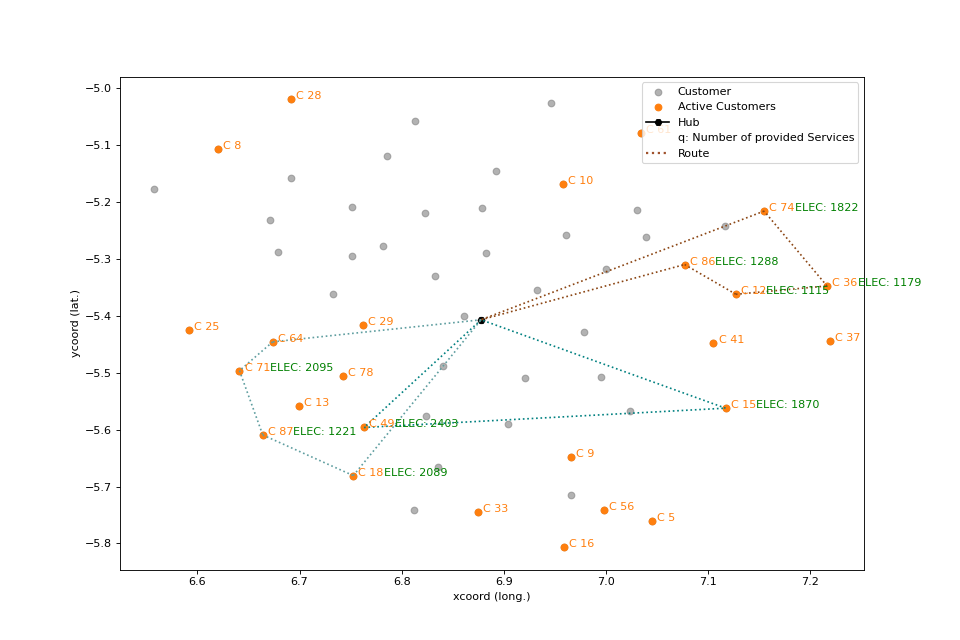 Customer
Active Customers
Hub
q: Number of provided Services
Route
C 28
C 8
C 81
C 10
C 74 ELEC: 1822
C 86 ELEC: 1288
C 36 ELEC: 1179
C 12 ELEC: 1115
C 25
C 29
C 64
C 41
C 37
C 71 ELEC: 2095
C 78
C 13
C 15 ELEC: 1870
C 49 ELEC: 2403
C 87 ELEC: 1221
C 9
C 18 ELEC: 2089
C 33
C 56
C 5
C 16
−5.0
−5.1
−5.2
−5.3
−5.4
−5.5
−5.6
−5.7
−5.8
ycoord (lat.)
6.6 6.7 6.8 6.9 7.0 7.1 7.2
xcoord (long.)